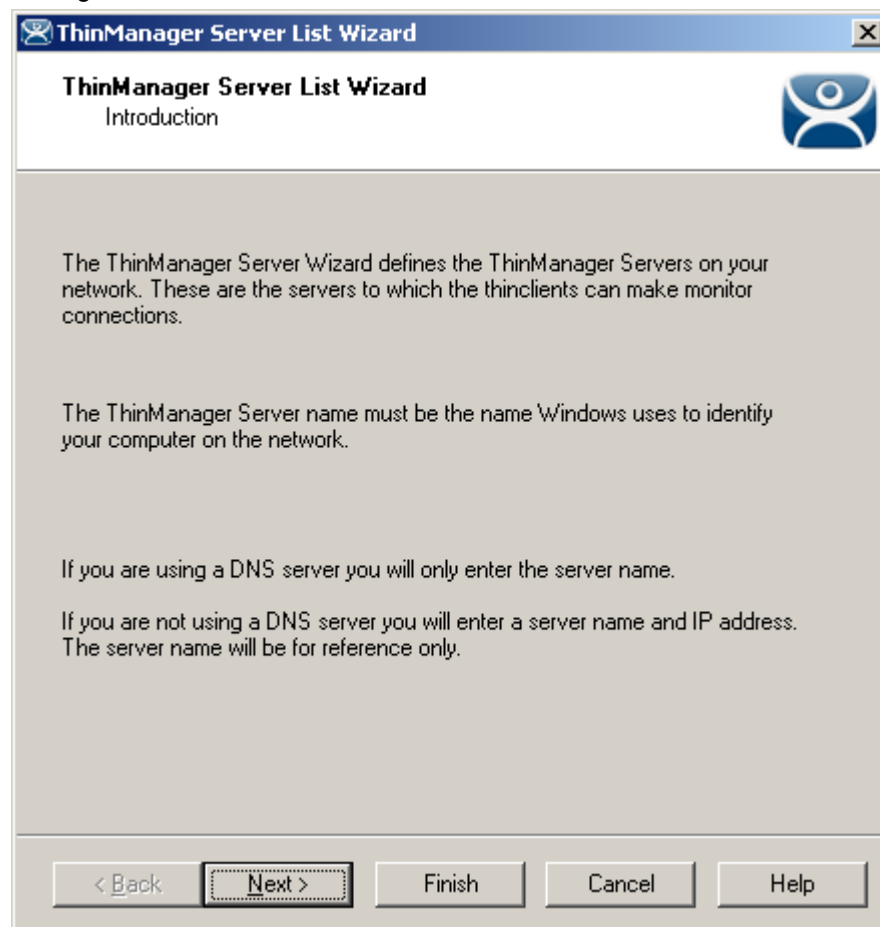 ThinManager Server List Wizard
ThinManager Server List Wizard
Introduction
The ThinManager Server Wizard defines the ThinManager Servers on your
network. These are the servers to which the thinclients can make monitor
connections.
The ThinManager Server name must be the name Windows uses to identify
your computer on the network.
If you are using a DNS server you will only enter the server name.
If you are not using a DNS server you will enter a server name and IP address.
The server name will be for reference only.
< Back Next > Finish Cancel Help